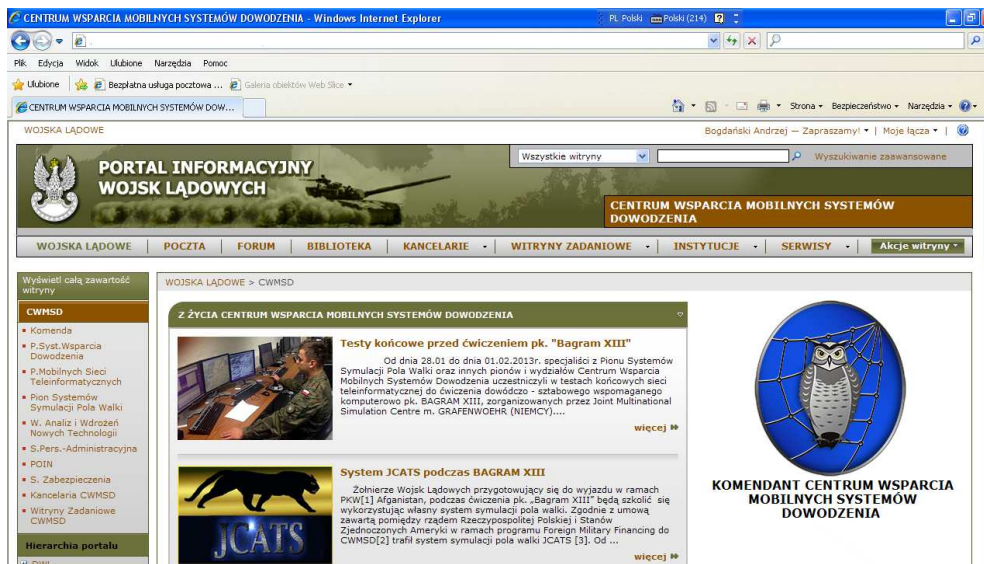 CENTRUM WSPARCIA MOBILNYCH SYSTEMÓW DOWODZENIA - Windows Internet Explorer
PL Polski Polski (214)
Plik Edycja Widok Ulubione Narzędzia Pomoc
Ulubione Bezpłatna usługa pocztowa ... Galeria obiektów Web Slice
CENTRUM WSPARCIA MOBILNYCH SYSTEMÓW DOW...
Strona Bezpieczeństwo Narzędzia
WOJSKA LĄDOWE
Bogdański Andrzej — Zapraszamy! | Moje łącza |
Wszystkie witryny
Wyszukiwanie zaawansowane
PORTAL INFORMACYJNY
WOJSK LĄDOWYCH
CENTRUM WSPARCIA MOBILNYCH SYSTEMÓW
DOWODZENIA
WOJSKA LĄDOWE | POCZTA | FORUM | BIBLIOTEKA | KANCELARIE | WITRYNY ZADANIOWE | INSTYTUCJE | SERWISY | Akcje witryny
Wyświetl całą zawartość
witryny
CWMSD
Komenda
P.Syst.Wsparcia
Dowodzenia
P.Mobilnych Sieci
Teleinformatycznych
Pion Systemów
Symulacji Pola Walki
W. Analiz i Wdrożeń
Nowych Technologii
S.Pers.-Administracyjna
POIN
S. Zabezpieczenia
Kancelaria CWMSD
Witryny Zadaniowe
CWMSD
Hierarchia portalu
WOJSKA LĄDOWE > CWMSD
Z ŻYCIA CENTRUM WSPARCIA MOBILNYCH SYSTEMÓW DOWODZENIA
Testy końcowe przed ćwiczeniem pk. "Bagram XIII"
Od dnia 28.01 do dnia 01.02.2013r. specjaliści z Pionu Systemów
Symulacji Pola Walki oraz innych pionów i wydziałów Centrum Wsparcia
Mobilnych Systemów Dowodzenia uczestniczyli w testach końcowych sieci
teleinformatycznej do ćwiczenia dowódczo - sztabowego wspomaganego
komputerowo pk. BAGRAM XIII, zorganizowanych przez Joint Multinational
Simulation Centre m. GRAFENWOEHR (NIEMCY)....
więcej
System JCATS podczas BAGRAM XIII
Żołnierze Wojsk Lądowych przygotowujący się do wyjazdu w ramach
PKW[1] Afganistan, podczas ćwiczenia pk. „Bagram XIII" będą szkolić się
wykorzystując własny system symulacji pola walki. Zgodnie z umową
zawartą pomiędzy rządem Rzeczypospolitej Polskiej i Stanów
Zjednoczonych Ameryki w ramach programu Foreign Military Financing do
CWMSD[2] trafił system symulacji pola walki JCATS [3]. Od ...
więcej
JCATS
KOMENDANT CENTRUM WSPARCIA
MOBILNYCH SYSTEMÓW
DOWODZENIA